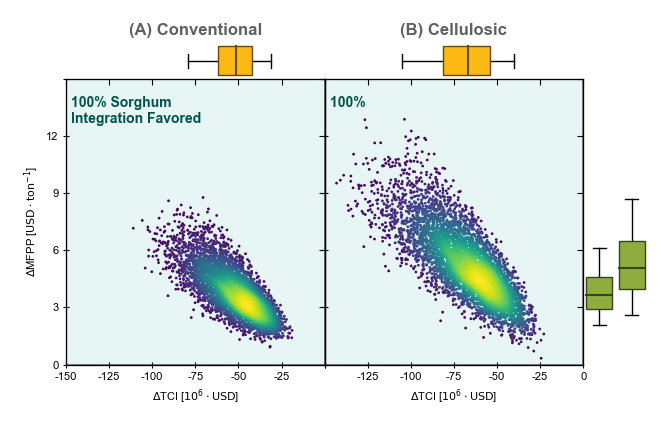 (A) Conventional
(B) Cellulosic
100% Sorghum
Integration Favored
100%
12
9
6
3
0
ΔMFPP [USD · ton⁻¹]
-150
-125
-100
-75
-50
-25
-125
-100
-75
-50
-25
0
ΔTCI [10⁶ · USD]
ΔTCI [10⁶ · USD]